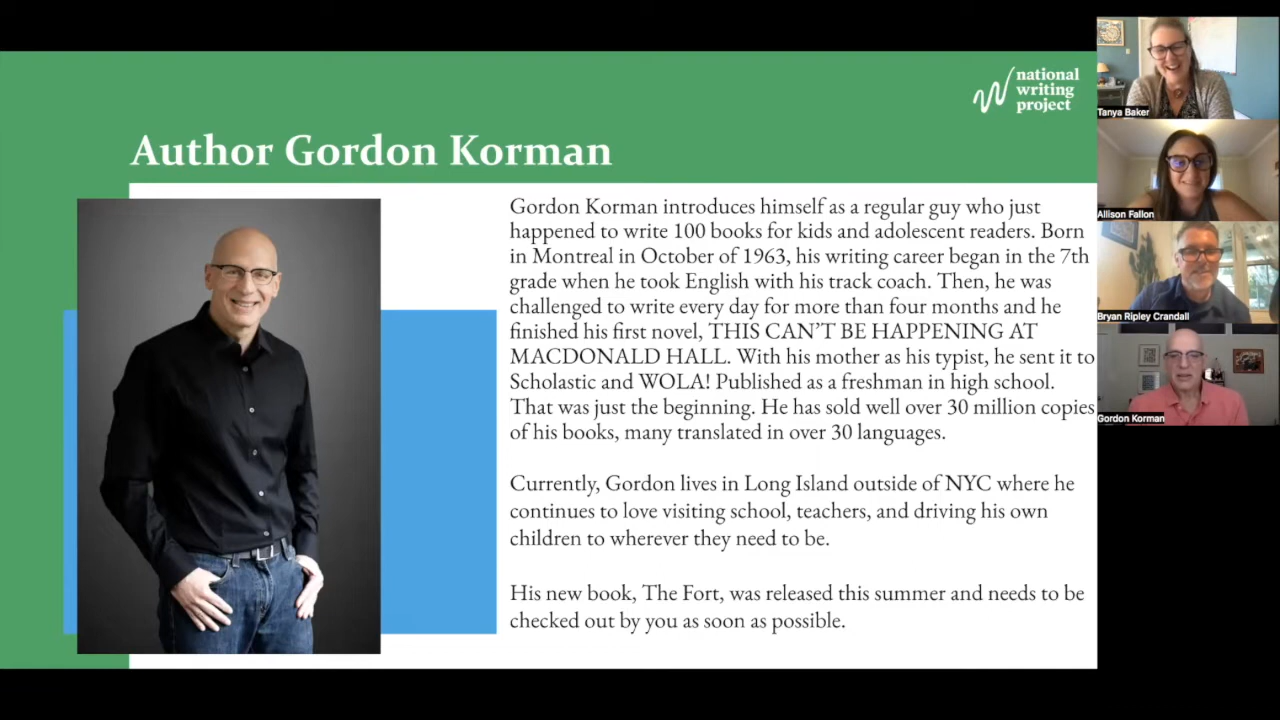 national
writing
project
Author Gordon Korman
Gordon Korman introduces himself as a regular guy who just
happened to write 100 books for kids and adolescent readers. Born
in Montreal in October of 1963, his writing career began in the 7th
grade when he took English with his track coach. Then, he was
challenged to write every day for more than four months and he
finished his first novel, THIS CAN'T BE HAPPENING AT
MACDONALD HALL. With his mother as his typist, he sent it to
Scholastic and WOLA! Published as a freshman in high school.
That was just the beginning. He has sold well over 30 million copies
of his books, many translated in over 30 languages.
Currently, Gordon lives in Long Island outside of NYC where he
continues to love visiting school, teachers, and driving his own
children to wherever they need to be.
His new book, The Fort, was released this summer and needs to be
checked out by you as soon as possible.
Tanya Baker
Allison Fallon
Bryan Ripley Crandall
Gordon Korman